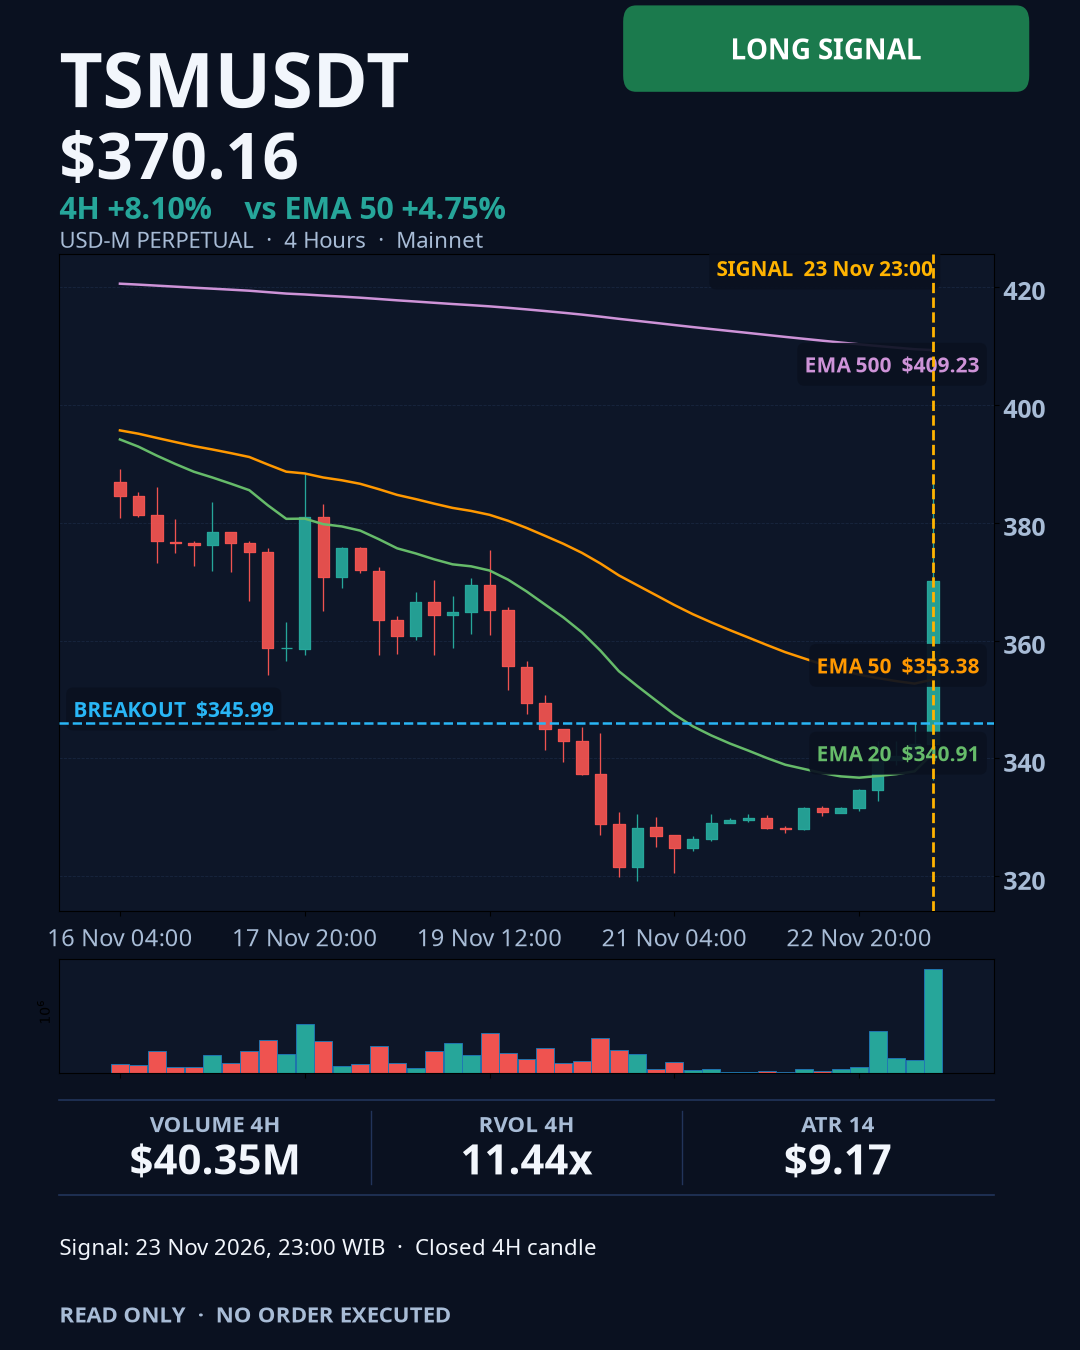 LONG SIGNAL
TSMUSDT
$370.16
4H +8.10% vs EMA 50 +4.75%
USD-M PERPETUAL · 4 Hours · Mainnet
SIGNAL 23 Nov 23:00
420
EMA 500 $409.23
400
380
360
EMA 50 $353.38
BREAKOUT $345.99
EMA 20 $340.91
340
320
16 Nov 04:00 17 Nov 20:00 19 Nov 12:00 21 Nov 04:00 22 Nov 20:00
10⁶
VOLUME 4H RVOL 4H ATR 14
$40.35M 11.44x $9.17
Signal: 23 Nov 2026, 23:00 WIB · Closed 4H candle
READ ONLY · NO ORDER EXECUTED